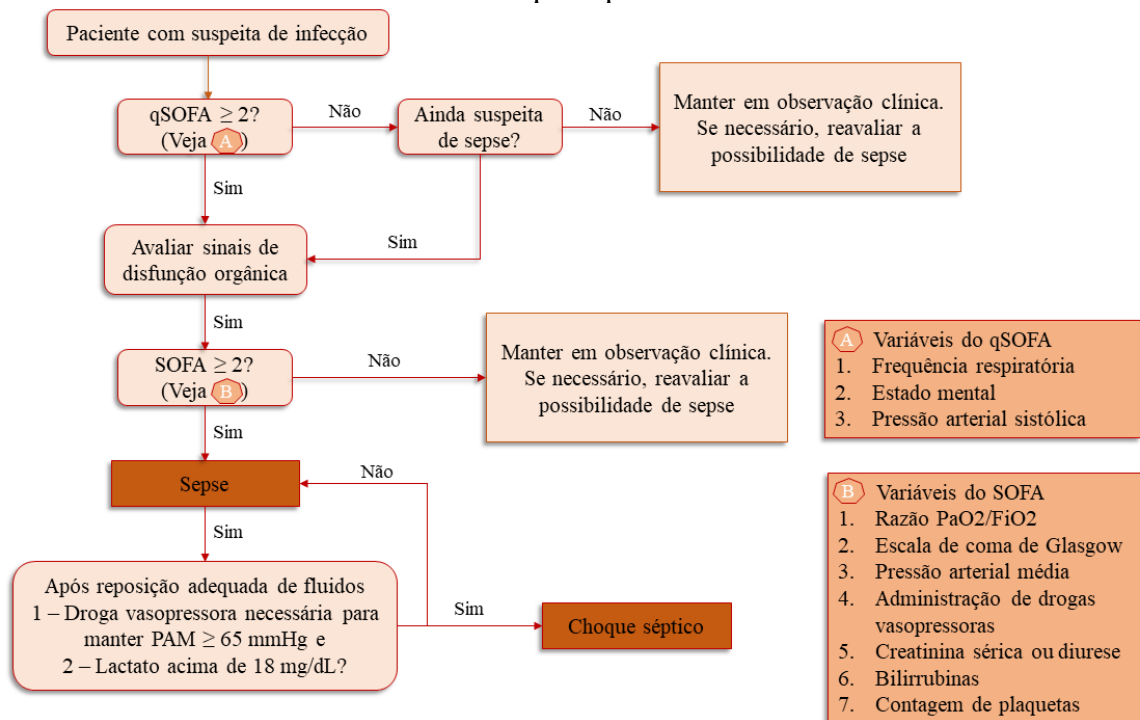 Paciente com suspeita de infecção
qSOFA ≥ 2?
(Veja A)
Não
Ainda suspeita
de sepse?
Não
Manter em observação clínica.
Se necessário, reavaliar a
possibilidade de sepse
Sim
Sim
Avaliar sinais de
disfunção orgânica
Sim
SOFA ≥ 2?
(Veja B)
Não
Manter em observação clínica.
Se necessário, reavaliar a
possibilidade de sepse
A Variáveis do qSOFA
1. Frequência respiratória
2. Estado mental
3. Pressão arterial sistólica
Sim
Sepse
Não
Sim
Após reposição adequada de fluidos
1 – Droga vasopressora necessária para
manter PAM ≥ 65 mmHg e
2 – Lactato acima de 18 mg/dL?
Sim
Choque séptico
B Variáveis do SOFA
1. Razão PaO2/FiO2
2. Escala de coma de Glasgow
3. Pressão arterial média
4. Administração de drogas
vasopressoras
5. Creatinina sérica ou diurese
6. Bilirrubinas
7. Contagem de plaquetas